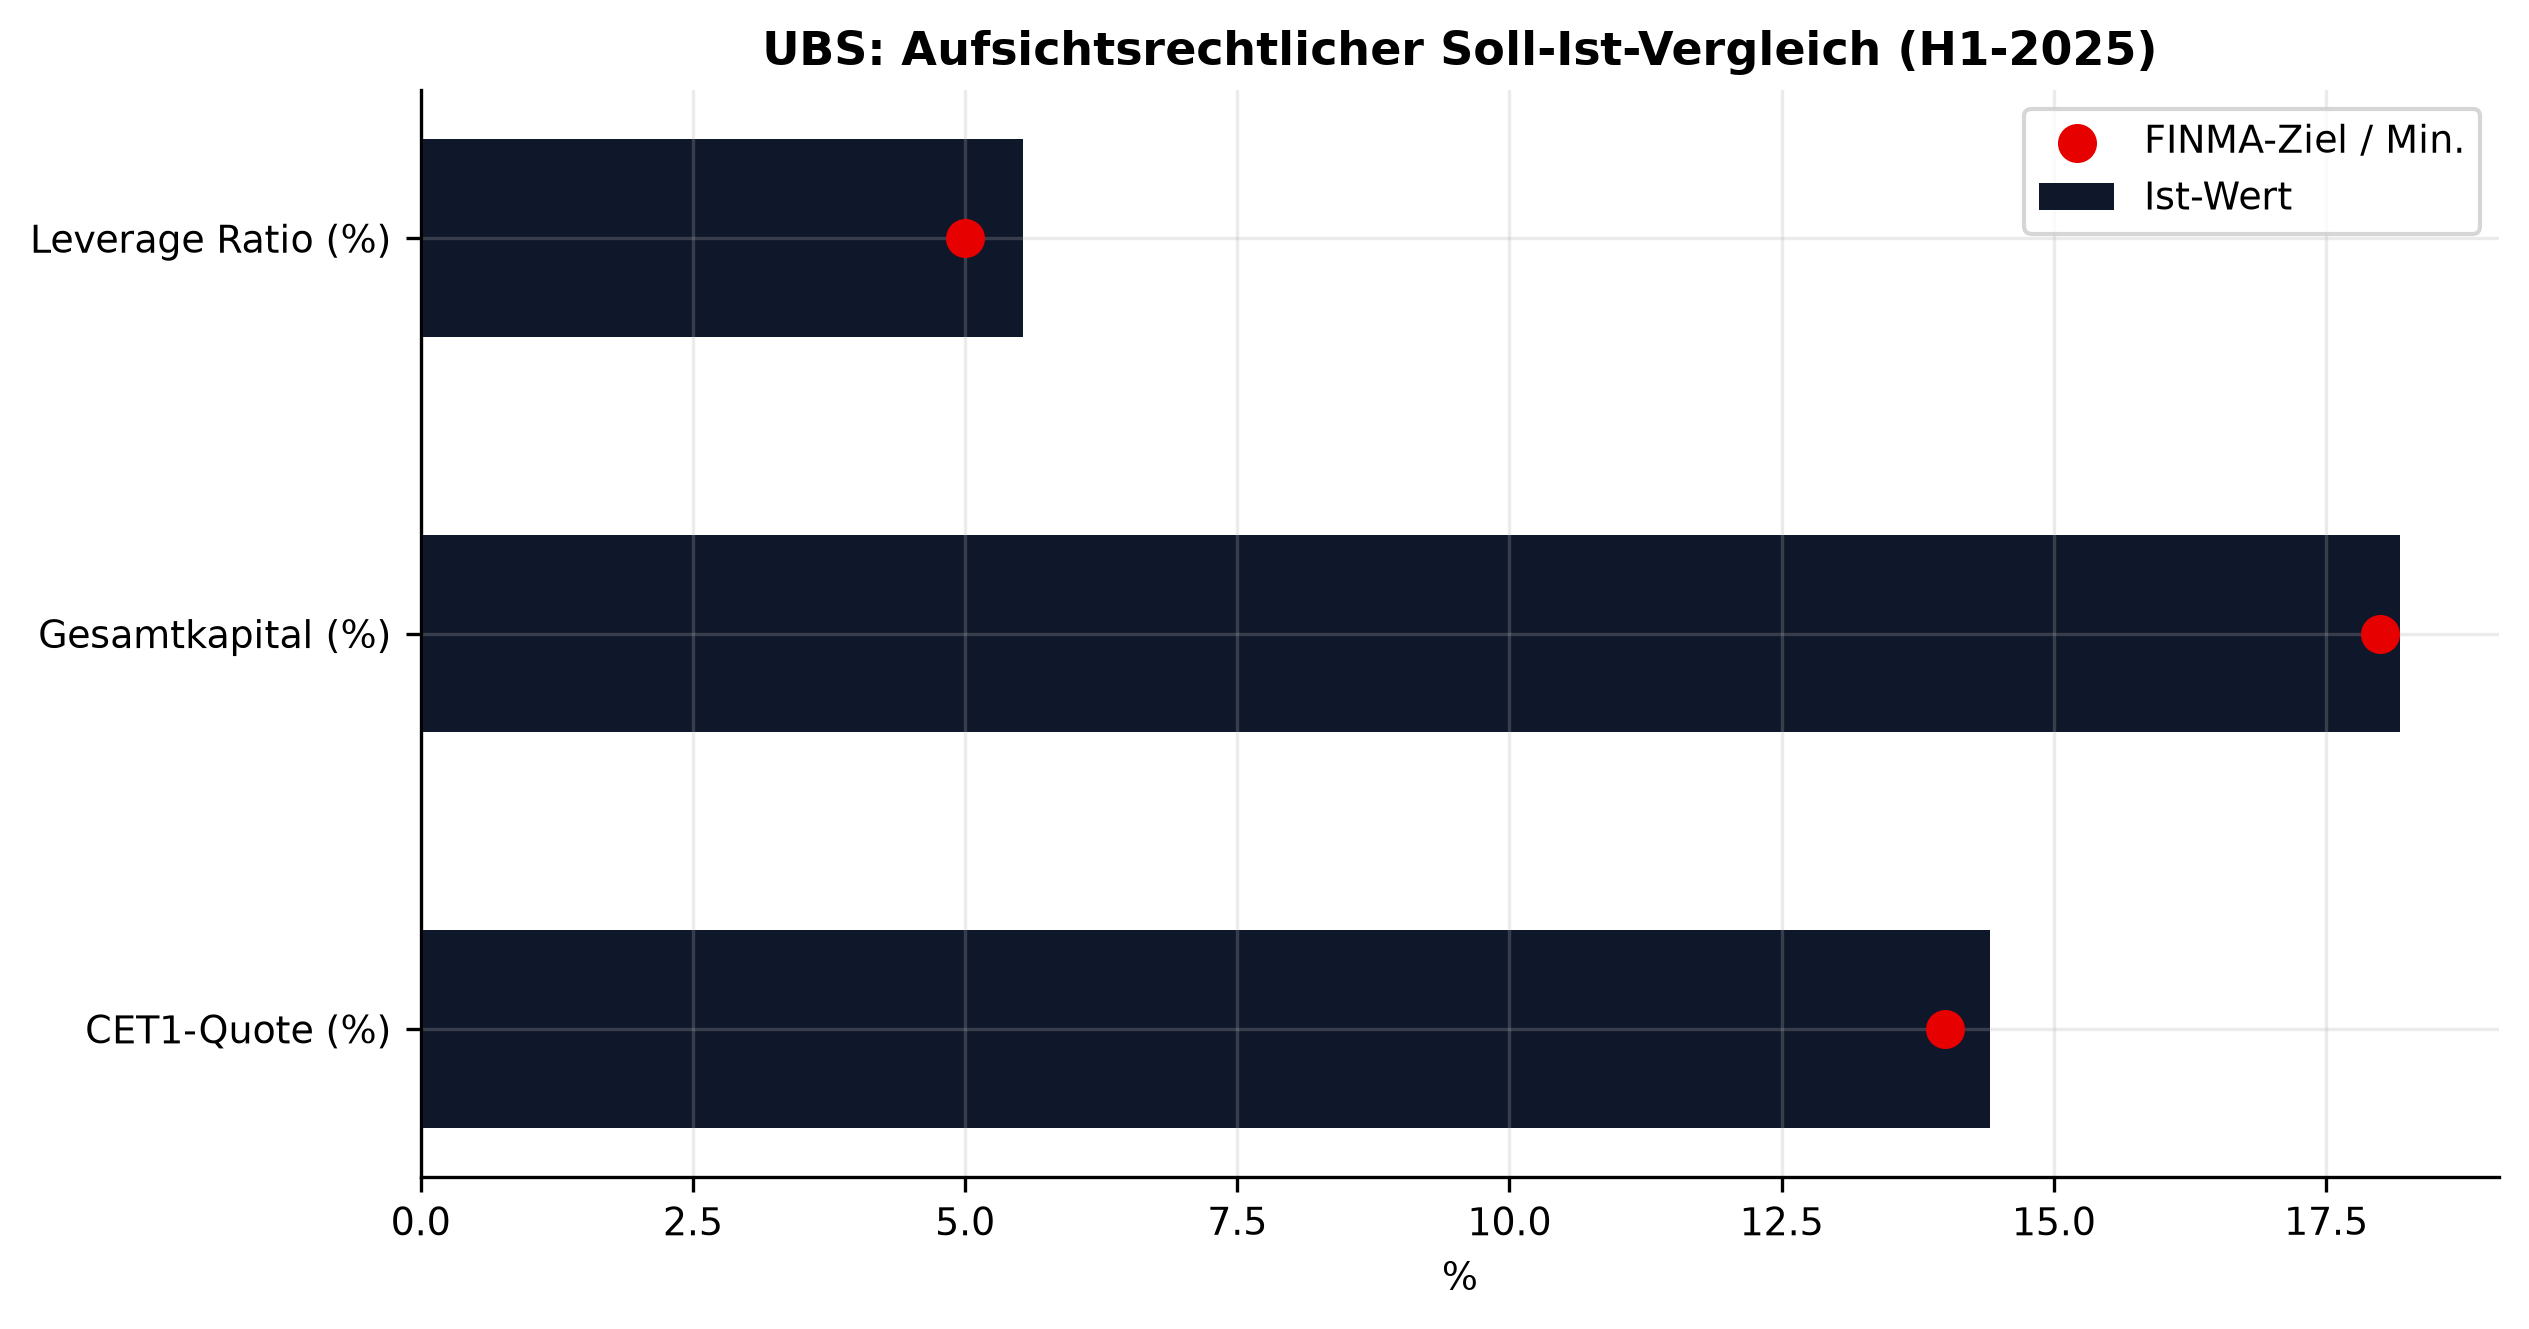 UBS: Aufsichtsrechtlicher Soll-Ist-Vergleich (H1-2025)
FINMA-Ziel / Min.
Ist-Wert
Leverage Ratio (%)
Gesamtkapital (%)
CET1-Quote (%)
0.0 2.5 5.0 7.5 10.0 12.5 15.0 17.5
%